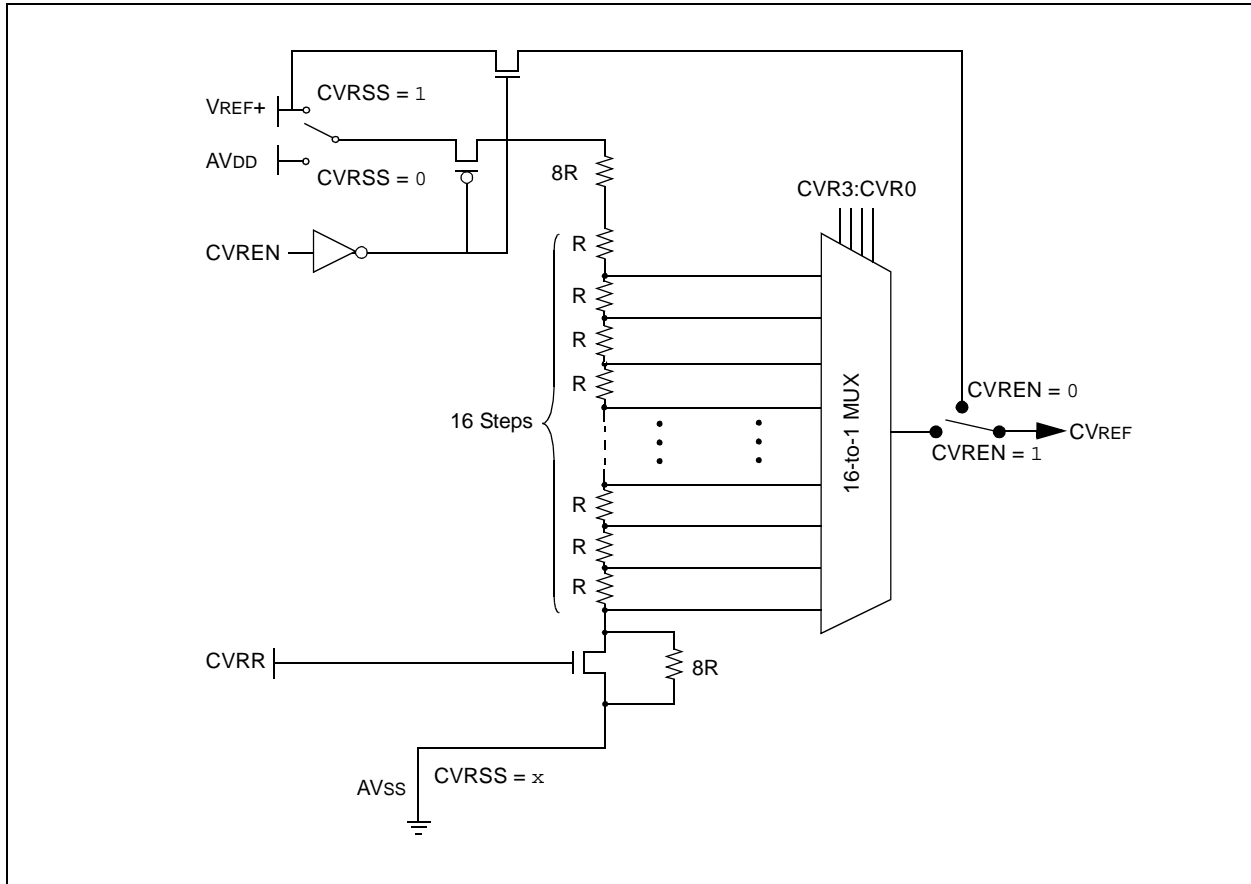 CVRSS = 1
VREF+
AVDD
CVRSS = 0
8R
CVR3:CVR0
CVREN
R
R
R
R
16 Steps
16-to-1 MUX
CVREN = 0
CVREF
CVREN = 1
R
R
R
CVRR
8R
CVRSS = x
AVSS